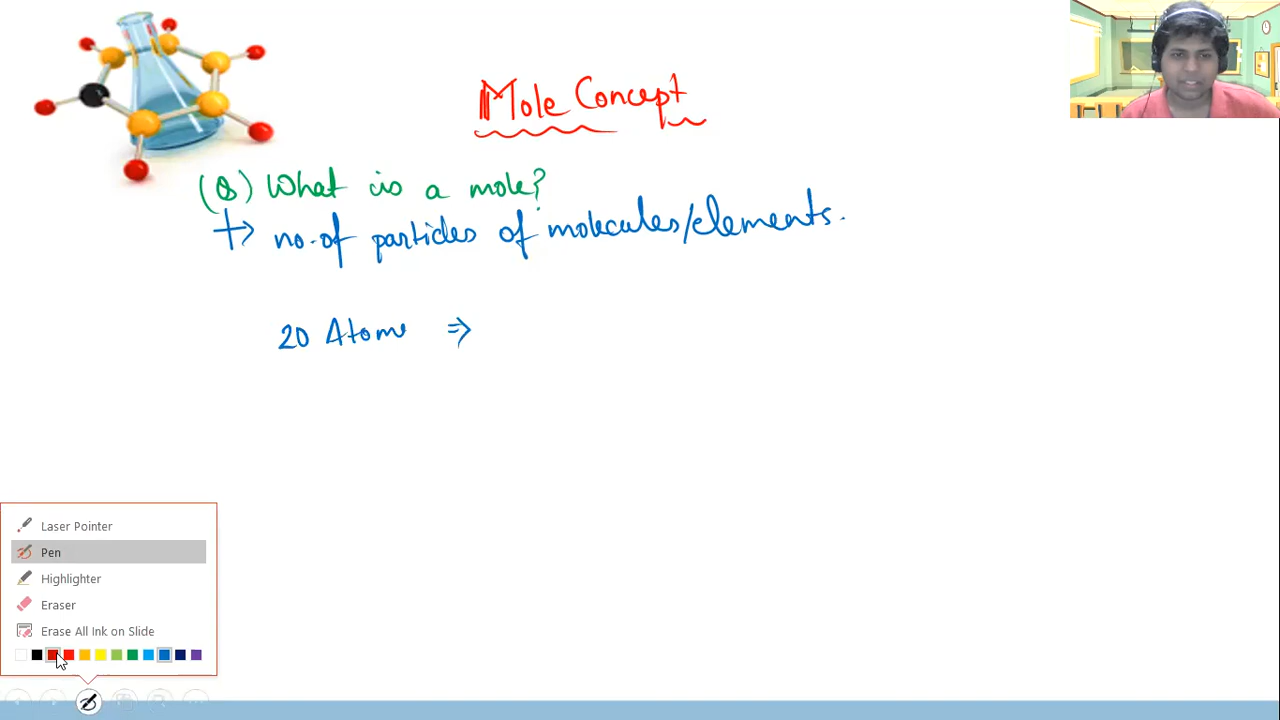 Mole Concept
(Q) What is a mole?
→ no. of particles of molecules/elements.
20 Atoms ⇒
Laser Pointer
Pen
Highlighter
Eraser
Erase All Ink on Slide